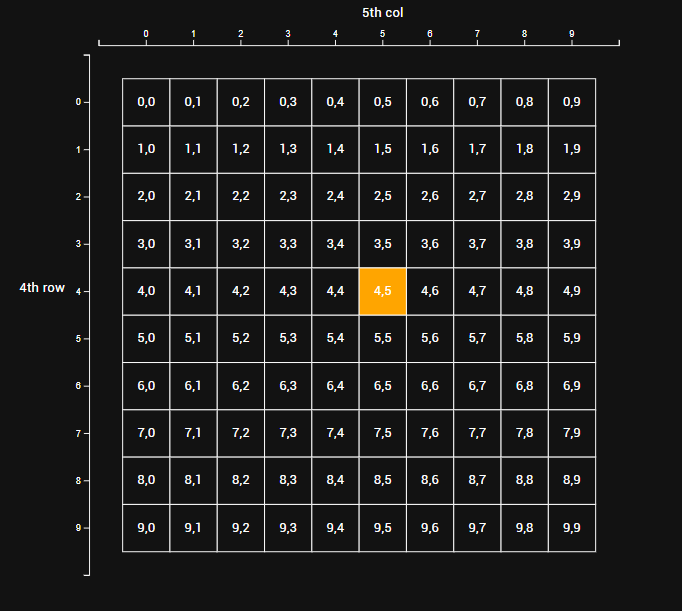 5th col
0 1 2 3 4 5 6 7 8 9
0 0,0 0,1 0,2 0,3 0,4 0,5 0,6 0,7 0,8 0,9
1 1,0 1,1 1,2 1,3 1,4 1,5 1,6 1,7 1,8 1,9
2 2,0 2,1 2,2 2,3 2,4 2,5 2,6 2,7 2,8 2,9
3 3,0 3,1 3,2 3,3 3,4 3,5 3,6 3,7 3,8 3,9
4th row 4 4,0 4,1 4,2 4,3 4,4 4,5 4,6 4,7 4,8 4,9
5 5,0 5,1 5,2 5,3 5,4 5,5 5,6 5,7 5,8 5,9
6 6,0 6,1 6,2 6,3 6,4 6,5 6,6 6,7 6,8 6,9
7 7,0 7,1 7,2 7,3 7,4 7,5 7,6 7,7 7,8 7,9
8 8,0 8,1 8,2 8,3 8,4 8,5 8,6 8,7 8,8 8,9
9 9,0 9,1 9,2 9,3 9,4 9,5 9,6 9,7 9,8 9,9